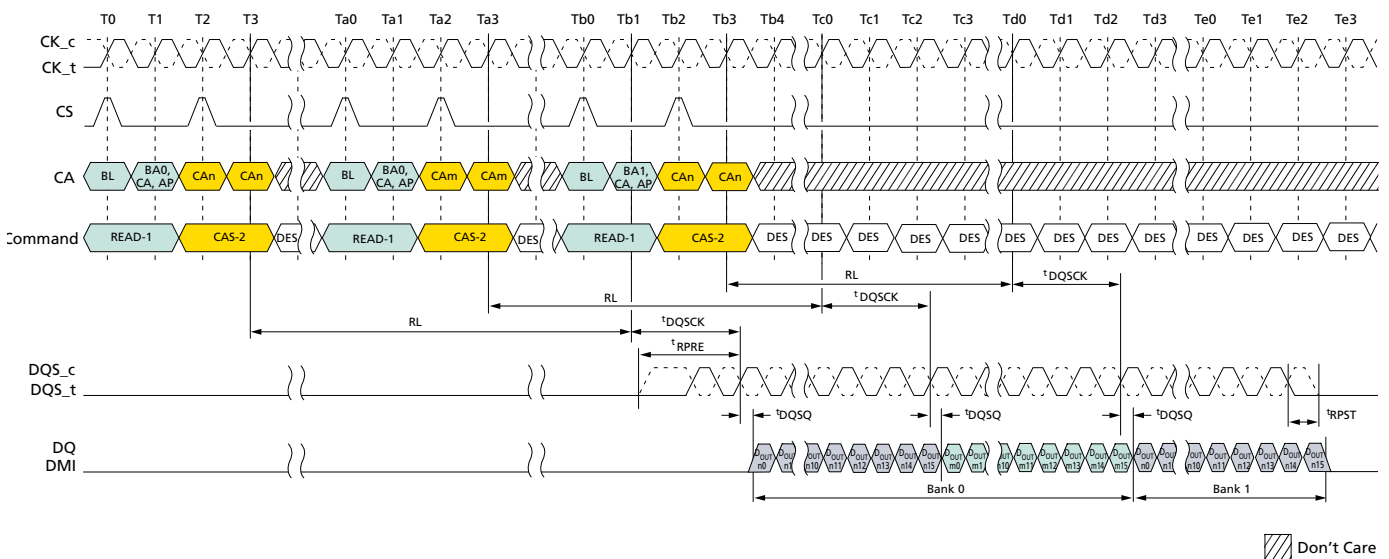 T0 T1 T2 T3 Ta0 Ta1 Ta2 Ta3 Tb0 Tb1 Tb2 Tb3 Tb4 Tc0 Tc1 Tc2 Tc3 Td0 Td1 Td2 Td3 Te0 Te1 Te2 Te3
CK_c
CK_t
CS
CA BL BA0, CA, AP CAn CAn BL BA0, CA, AP CAm CAm BL BA1, CA, AP CAn CAn
Command READ-1 CAS-2 DES READ-1 CAS-2 DES READ-1 CAS-2 DES DES DES DES DES DES DES DES DES DES DES DES DES
RL tDQSCK
RL tDQSCK
RL tDQSCK
tRPRE
DQS_c
DQS_t
tDQSQ tDQSQ tDQSQ tRPST
DQ
DMI
DOUT n0 DOUT n1 DOUT n10 DOUT n11 DOUT n12 DOUT n13 DOUT n14 DOUT n15 DOUT m0 DOUT m1 DOUT m10 DOUT m11 DOUT m12 DOUT m13 DOUT m14 DOUT m15 DOUT n0 DOUT n1 DOUT n10 DOUT n11 DOUT n12 DOUT n13 DOUT n14 DOUT n15
Bank 0 Bank 1
Don't Care